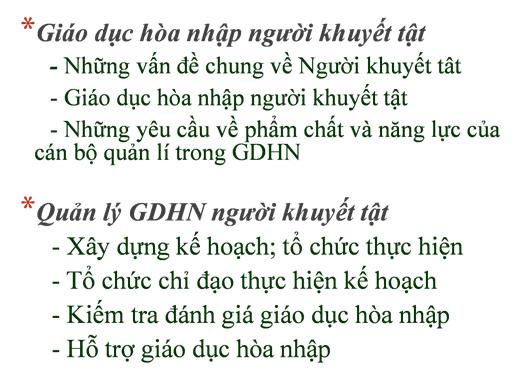 * Giáo dục hòa nhập người khuyết tật
- Những vấn đề chung về Người khuyết tât
- Giáo dục hòa nhập người khuyết tật
- Những yêu cầu về phẩm chất và năng lực của
cán bộ quản lí trong GDHN
* Quản lý GDHN người khuyết tật
- Xây dựng kế hoạch; tổ chức thực hiện
- Tổ chức chỉ đạo thực hiện kế hoạch
- Kiếm tra đánh giá giáo dục hòa nhập
- Hỗ trợ giáo dục hòa nhập